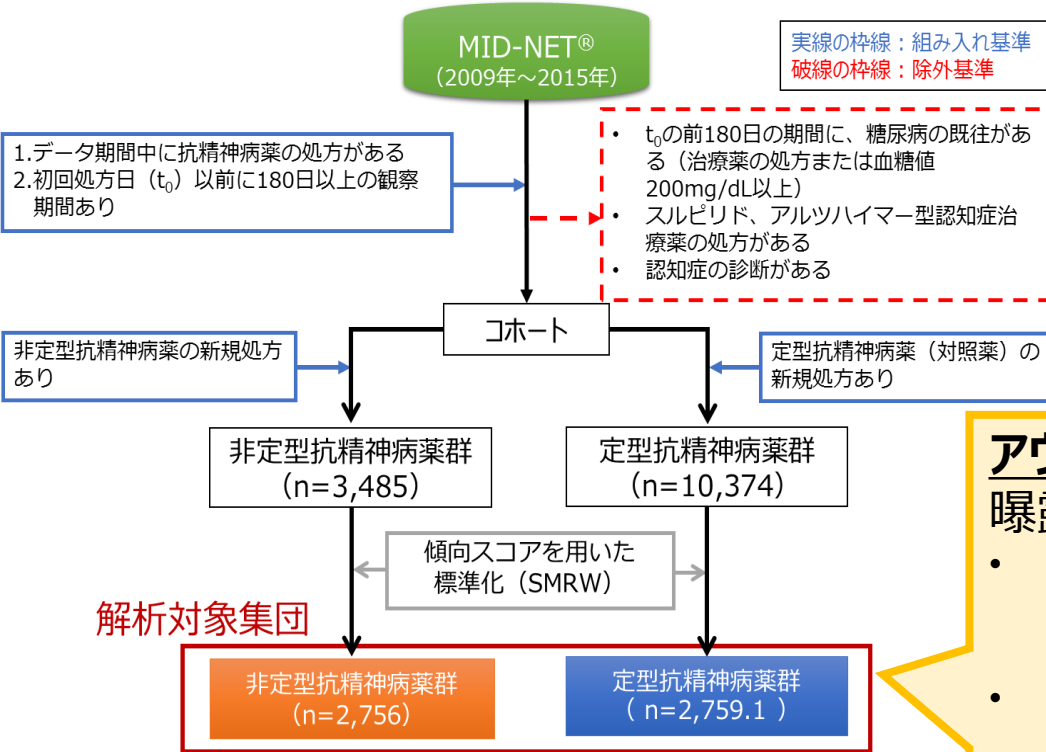 MID-NET®
(2009年～2015年)
実線の枠線：組み入れ基準
破線の枠線：除外基準
1.データ期間中に抗精神病薬の処方がある
2.初回処方日（t₀）以前に180日以上の観察
期間あり
• t₀の前180日の期間に、糖尿病の既往があ
る（治療薬の処方または血糖値
200mg/dL以上）
• スルピリド、アルツハイマー型認知症治
療薬の処方がある
• 認知症の診断がある
コホート
非定型抗精神病薬の新規処方
あり
定型抗精神病薬（対照薬）の
新規処方あり
非定型抗精神病薬群
（n=3,485）
定型抗精神病薬群
（n=10,374）
傾向スコアを用いた
標準化（SMRW）
解析対象集団
非定型抗精神病薬群
（n=2,756）
定型抗精神病薬群
（ n=2,759.1 ）
ア
曝
•
•